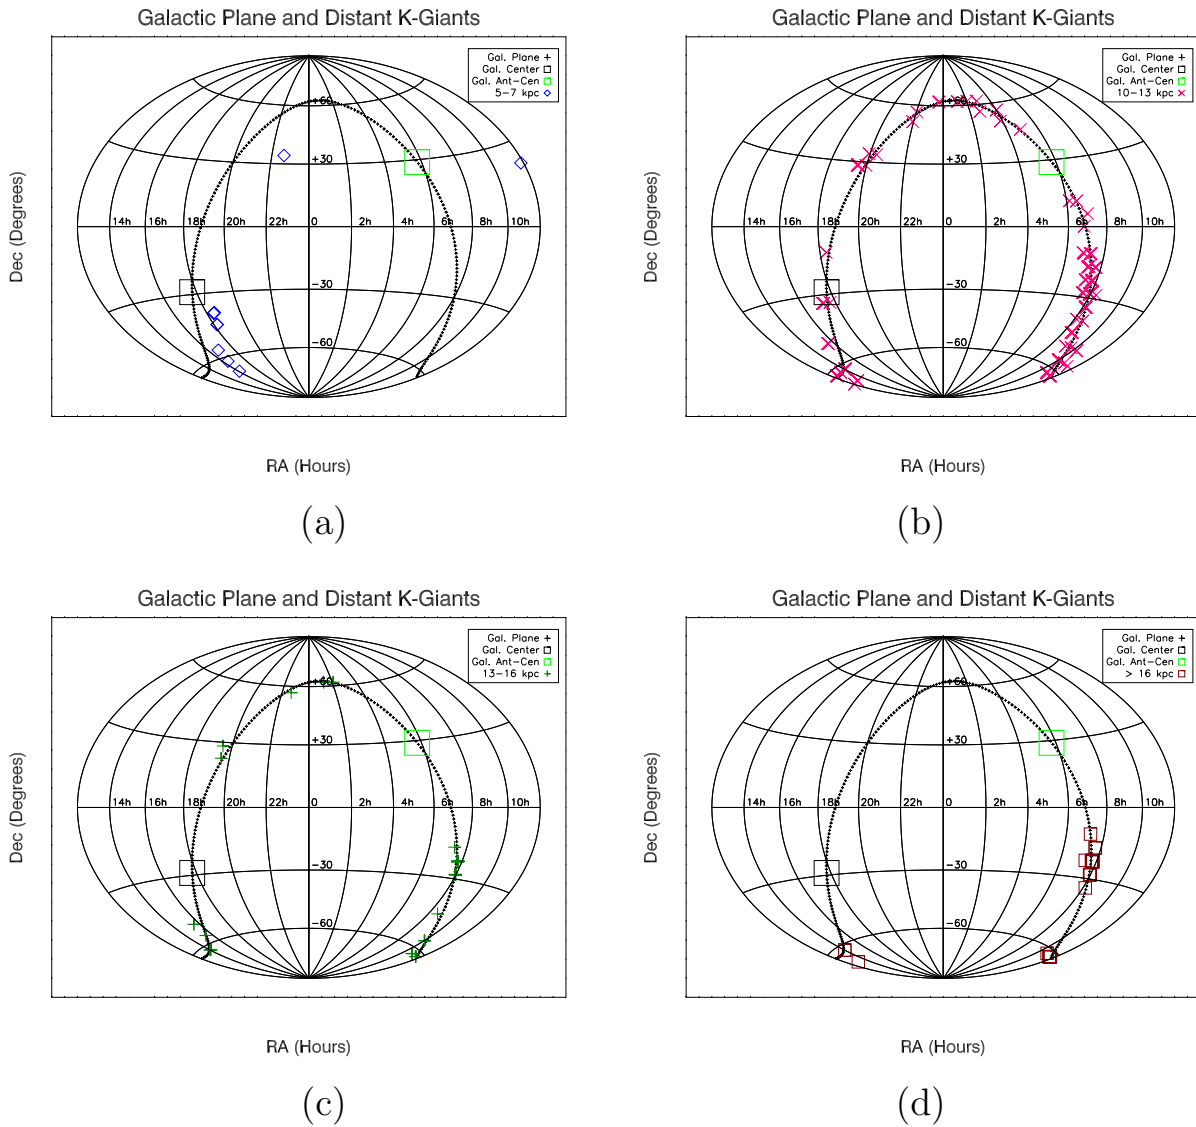 Galactic Plane and Distant K-Giants
Gal. Plane +
Gal. Center
Gal. Ant-Cen
5-7 kpc
+60
+30
14h 16h 18h 20h 22h 0 2h 4h 6h 8h 10h
-30
-60
Dec (Degrees)
RA (Hours)
(a)
Galactic Plane and Distant K-Giants
Gal. Plane +
Gal. Center
Gal. Ant-Cen
10-13 kpc ×
+60
+30
14h 16h 18h 20h 22h 0 2h 4h 6h 8h 10h
-30
-60
Dec (Degrees)
RA (Hours)
(b)
Galactic Plane and Distant K-Giants
Gal. Plane +
Gal. Center
Gal. Ant-Cen
13-16 kpc +
+60
+30
14h 16h 18h 20h 22h 0 2h 4h 6h 8h 10h
-30
-60
Dec (Degrees)
RA (Hours)
(c)
Galactic Plane and Distant K-Giants
Gal. Plane +
Gal. Center
Gal. Ant-Cen
> 16 kpc
+60
+30
14h 16h 18h 20h 22h 0 2h 4h 6h 8h 10h
-30
-60
Dec (Degrees)
RA (Hours)
(d)